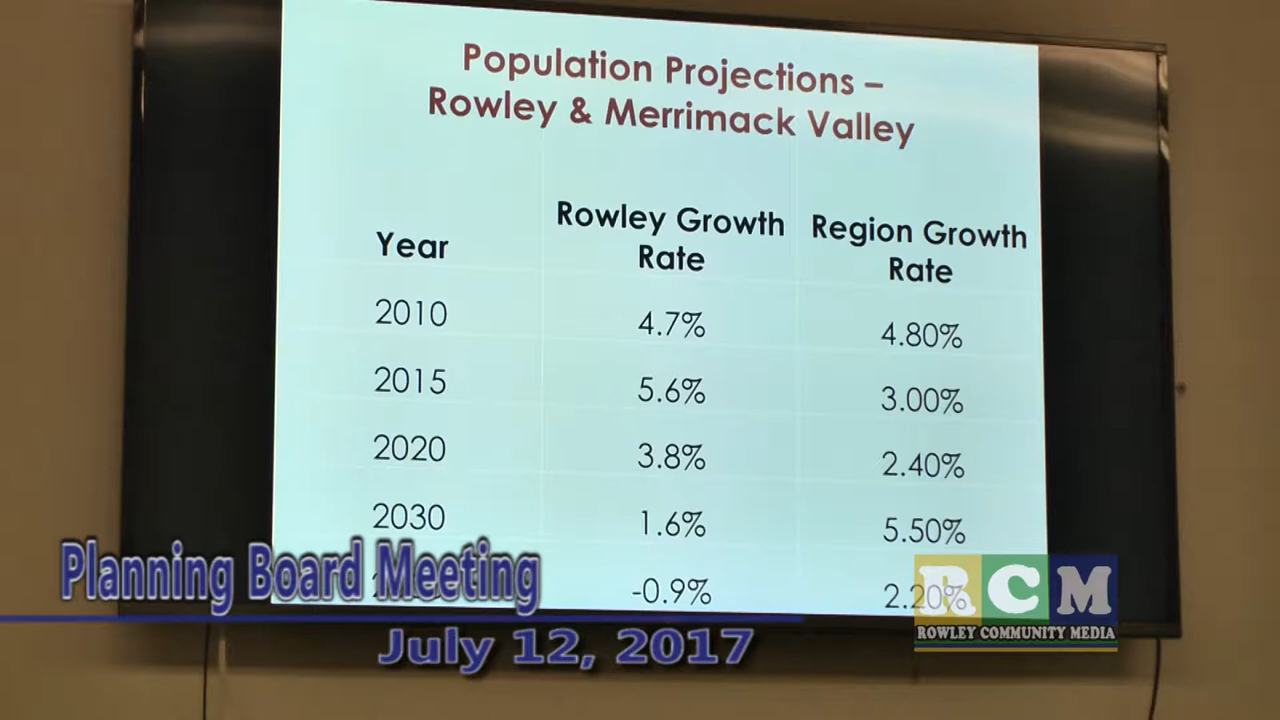 Population Projections –
Rowley & Merrimack Valley
Year Rowley Growth Rate Region Growth Rate
2010 4.7% 4.80%
2015 5.6% 3.00%
2020 3.8% 2.40%
2030 1.6% 5.50%
-0.9% 2.20%
Planning Board Meeting
July 12, 2017
RCM
ROWLEY COMMUNITY MEDIA